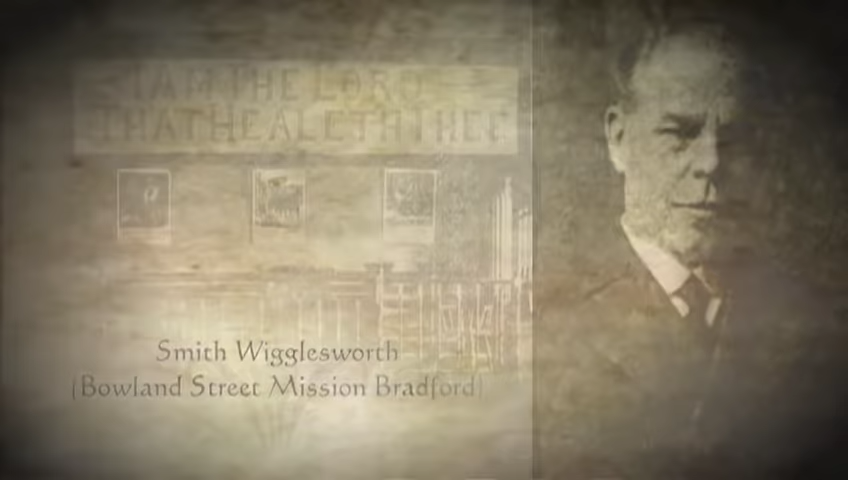 I AM THE LORD
THAT HEALETH THEE
Smith Wigglesworth
(Bowland Street Mission Bradford)